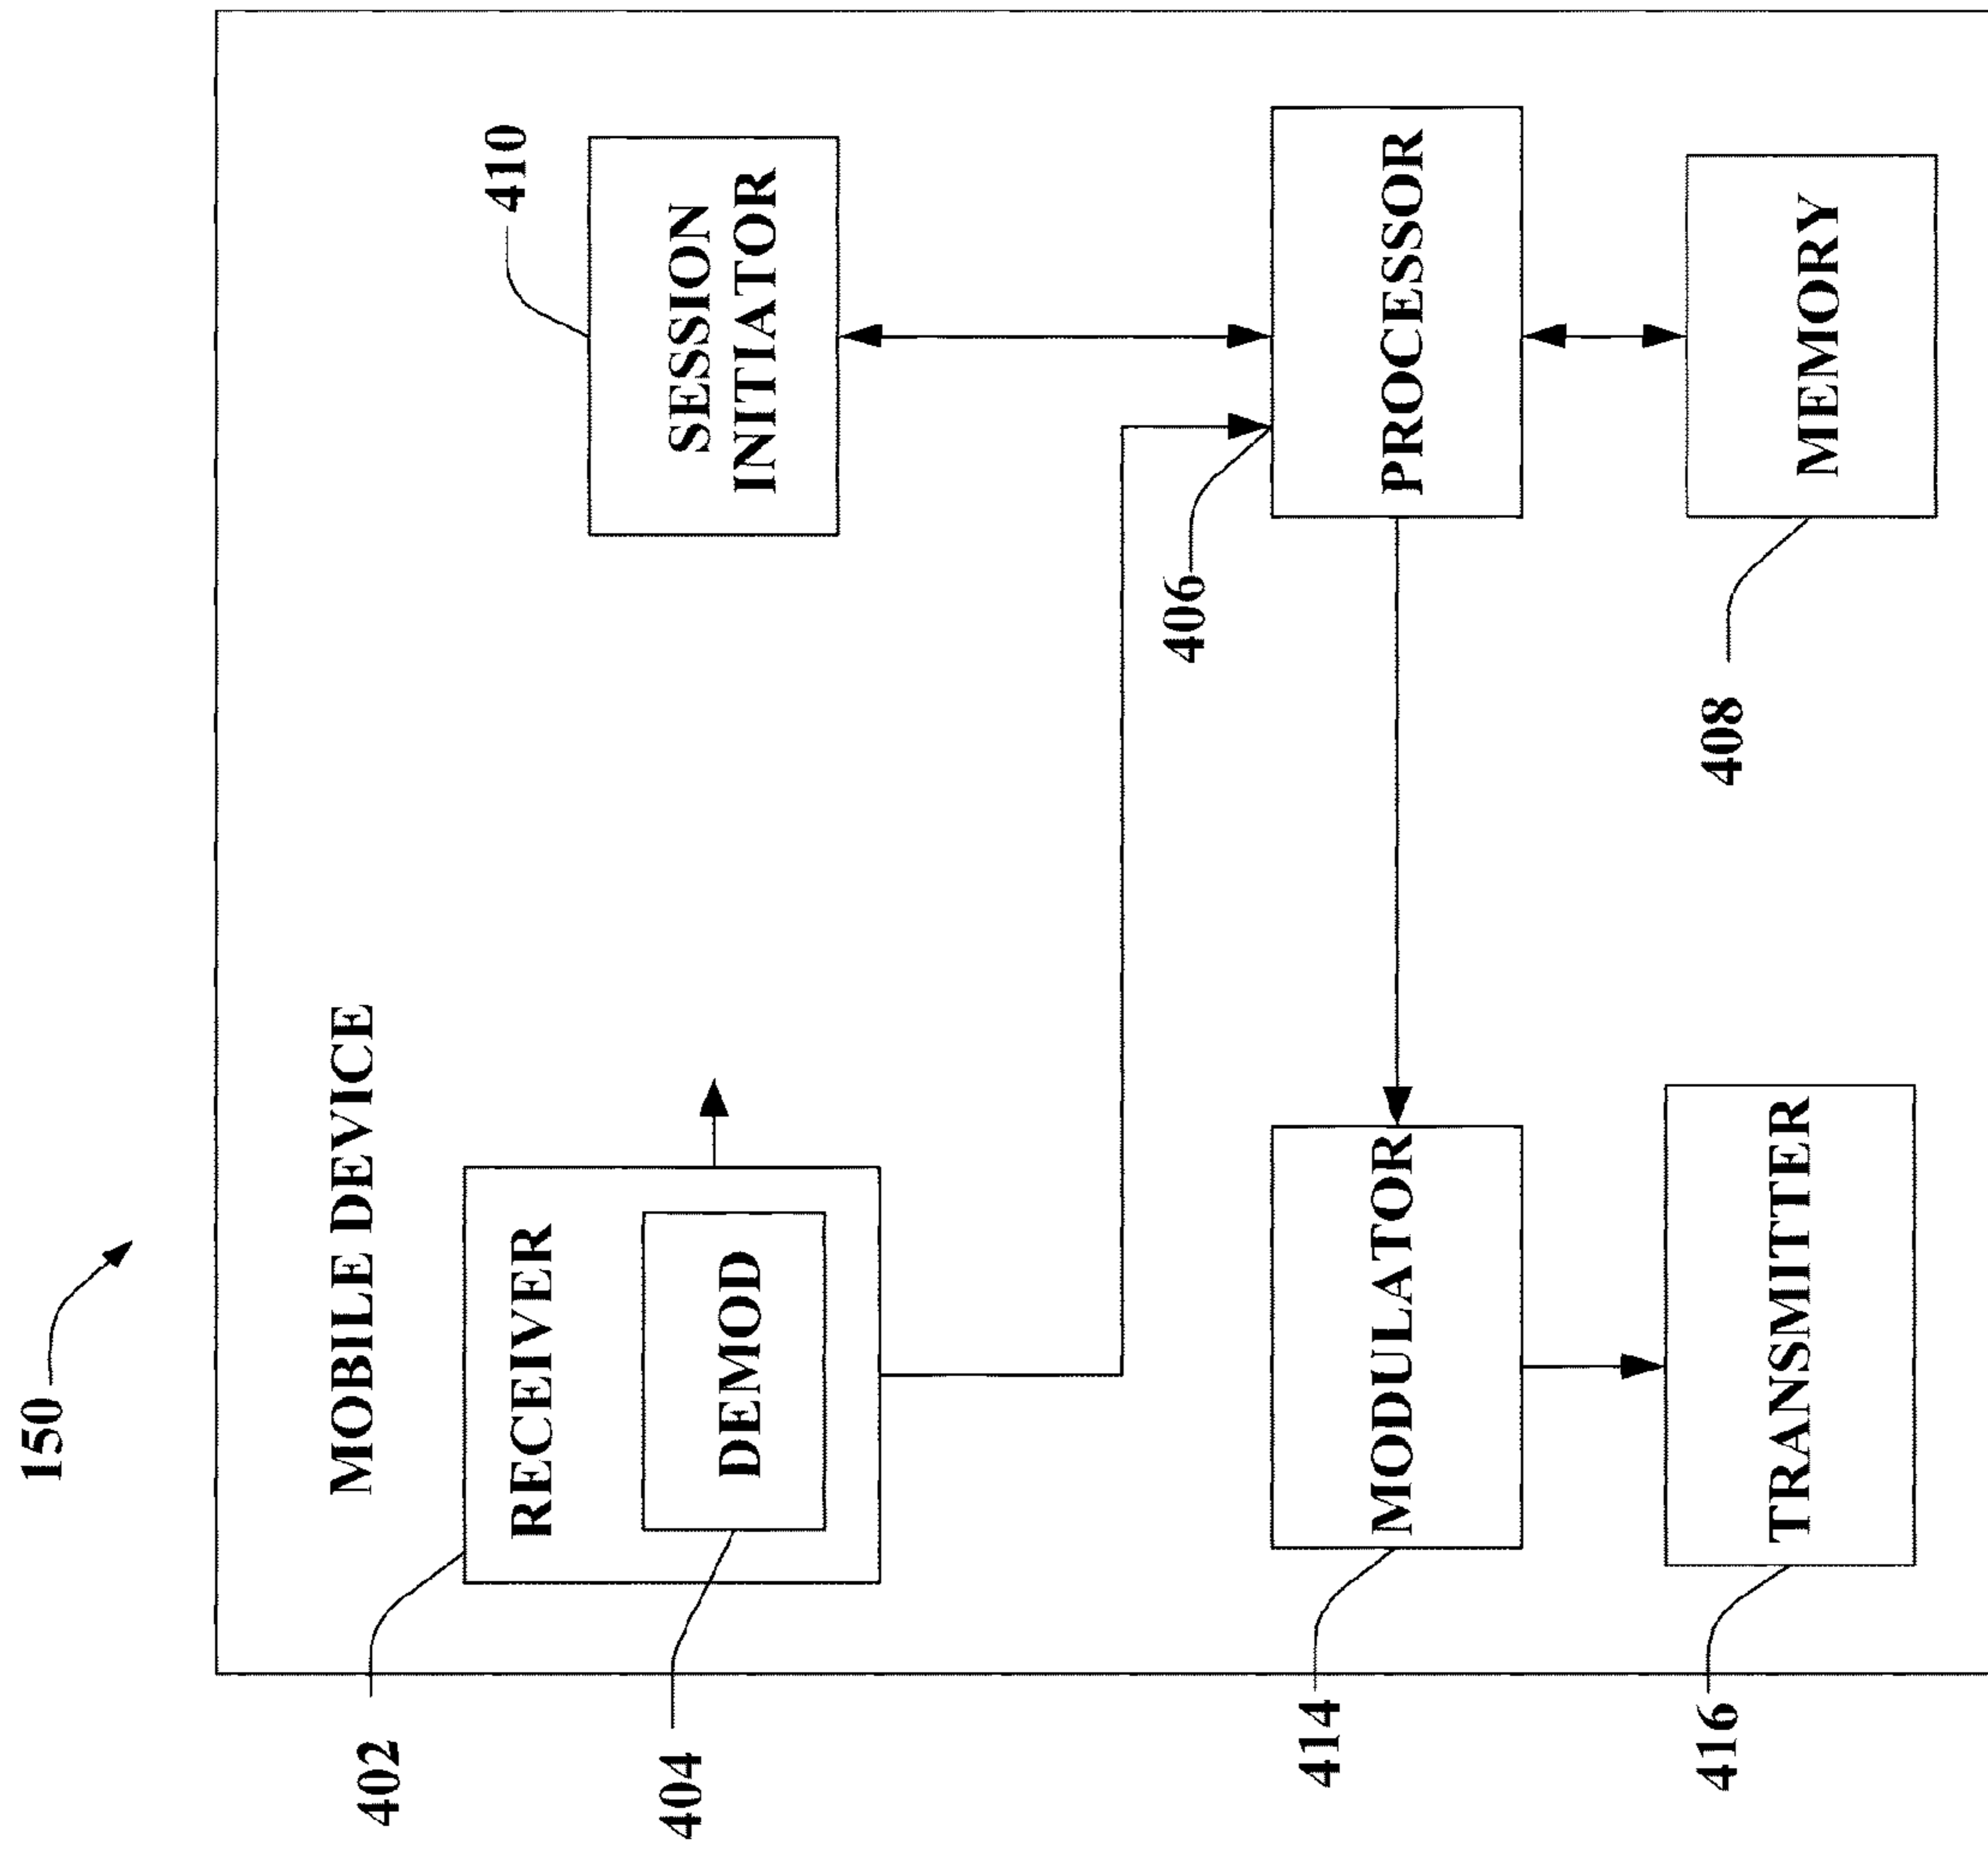 150
MOBILE DEVICE
402
RECEIVER
404
DEMOD
410
SESSION
INITIATOR
406
PROCESSOR
414
MODULATOR
408
MEMORY
416
TRANSMITTER